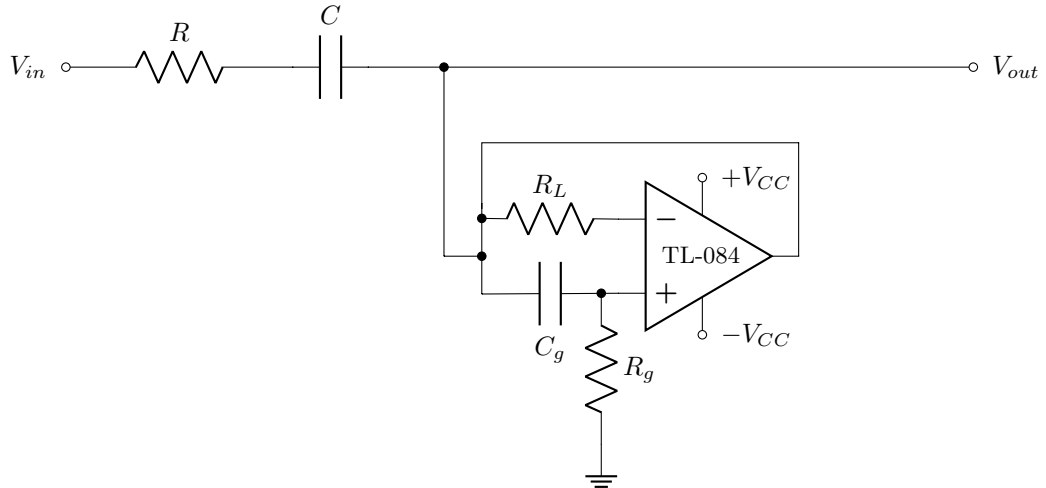 C
R
V_in
V_out
+V_CC
R_L
−
TL-084
+
−V_CC
C_g
R_g